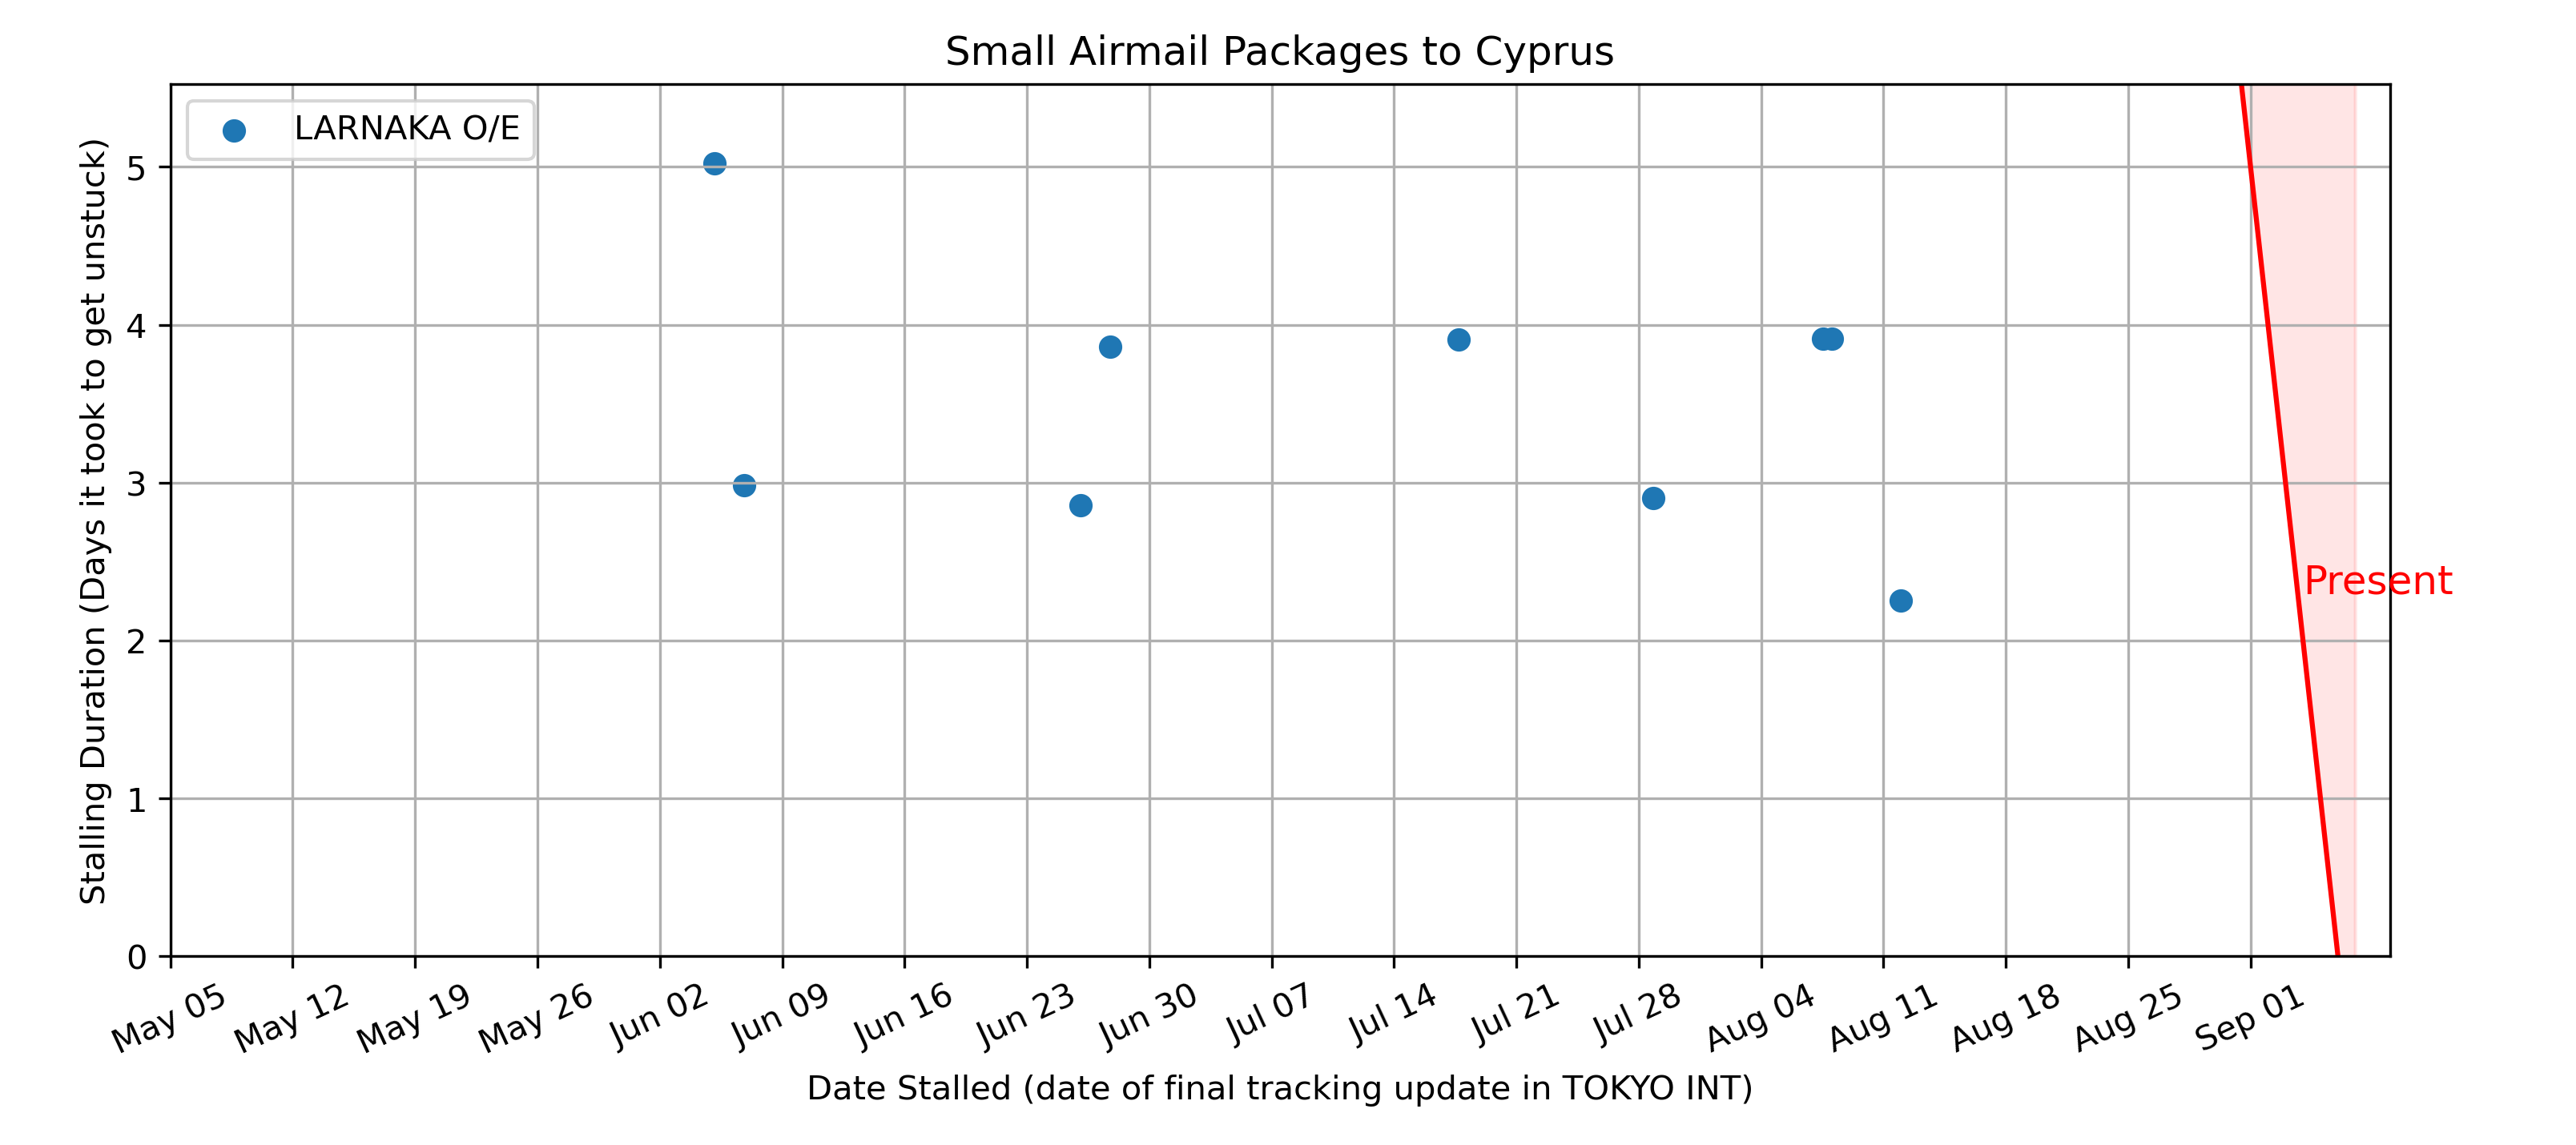 Small Airmail Packages to Cyprus
LARNAKA O/E
Stalling Duration (Days it took to get unstuck)
5
4
3
2
1
0
Present
May 05
May 12
May 19
May 26
Jun 02
Jun 09
Jun 16
Jun 23
Jun 30
Jul 07
Jul 14
Jul 21
Jul 28
Aug 04
Aug 11
Aug 18
Aug 25
Sep 01
Date Stalled (date of final tracking update in TOKYO INT)